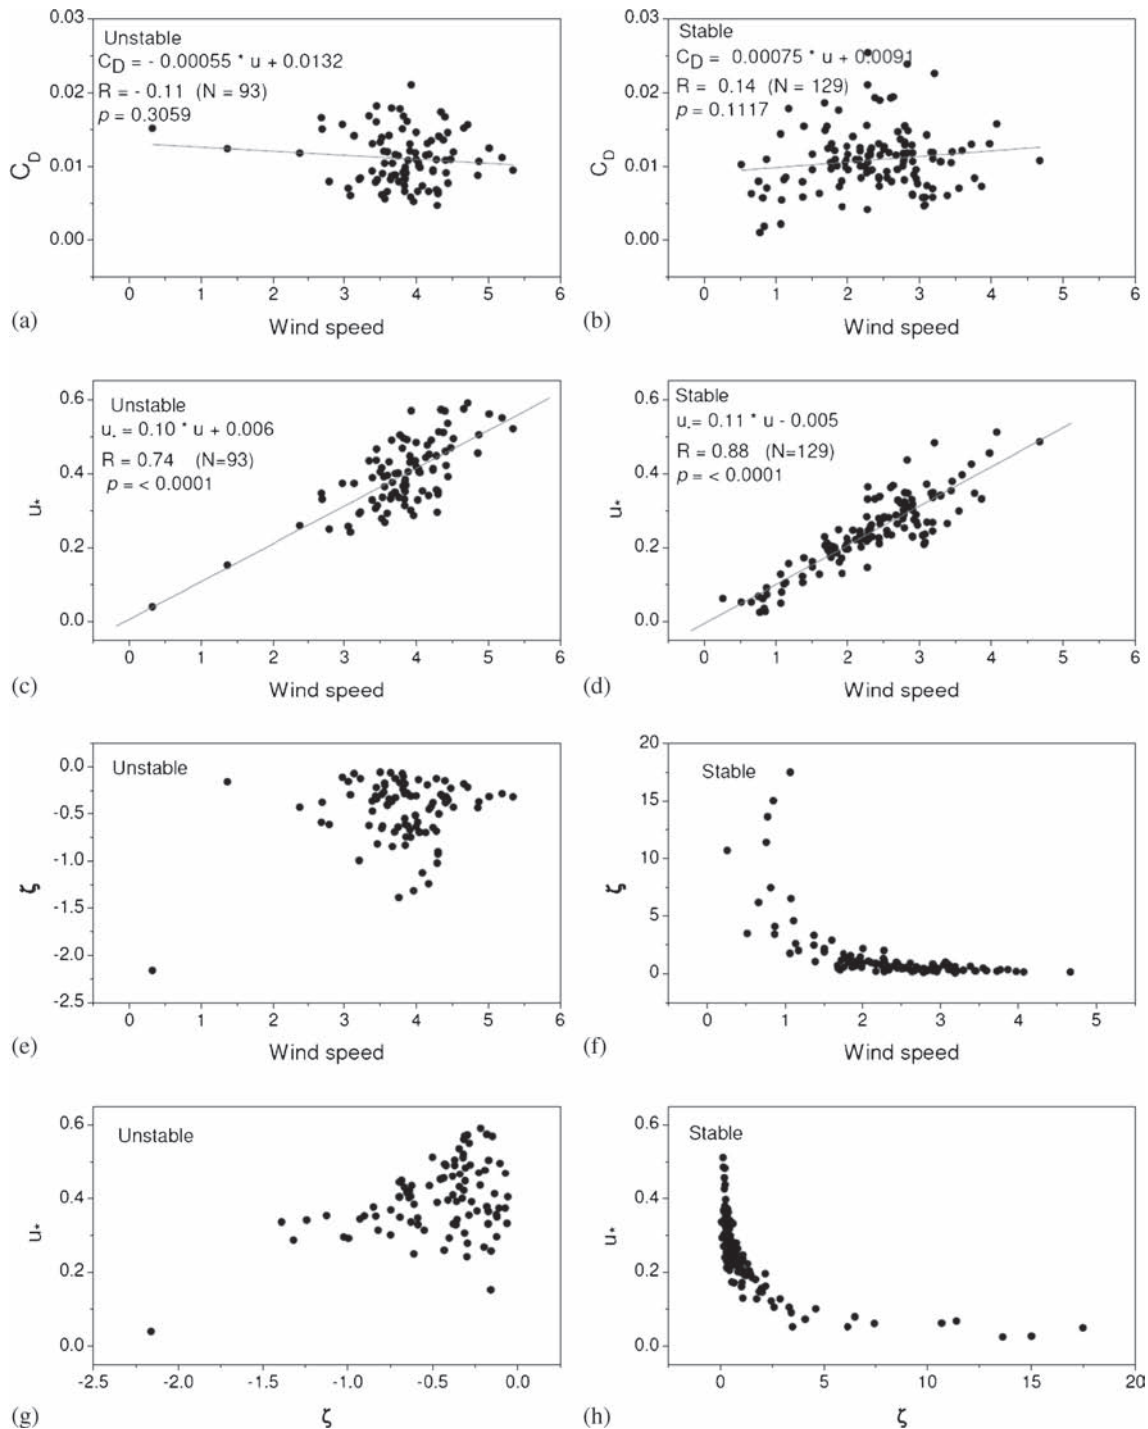 0.03
0.02
0.01
0.00
C_D
Unstable
C_D = - 0.00055 * u + 0.0132
R = - 0.11 (N = 93)
p = 0.3059
0 1 2 3 4 5 6
(a) Wind speed
0.03
0.02
0.01
0.00
C_D
Stable
C_D = 0.00075 * u + 0.0091
R = 0.14 (N = 129)
p = 0.1117
0 1 2 3 4 5 6
(b) Wind speed
0.6
0.4
0.2
0.0
u*
Unstable
u* = 0.10 * u + 0.006
R = 0.74 (N=93)
p = < 0.0001
0 1 2 3 4 5 6
(c) Wind speed
0.6
0.4
0.2
0.0
u*
Stable
u* = 0.11 * u - 0.005
R = 0.88 (N=129)
p = < 0.0001
0 1 2 3 4 5 6
(d) Wind speed
0.0
-0.5
-1.0
-1.5
-2.0
-2.5
ζ
Unstable
0 1 2 3 4 5 6
(e) Wind speed
20
15
10
5
0
ζ
Stable
0 1 2 3 4 5
(f) Wind speed
0.6
0.4
0.2
0.0
u*
Unstable
-2.5 -2.0 -1.5 -1.0 -0.5 0.0
(g) ζ
0.6
0.4
0.2
0.0
u*
Stable
0 5 10 15 20
(h) ζ